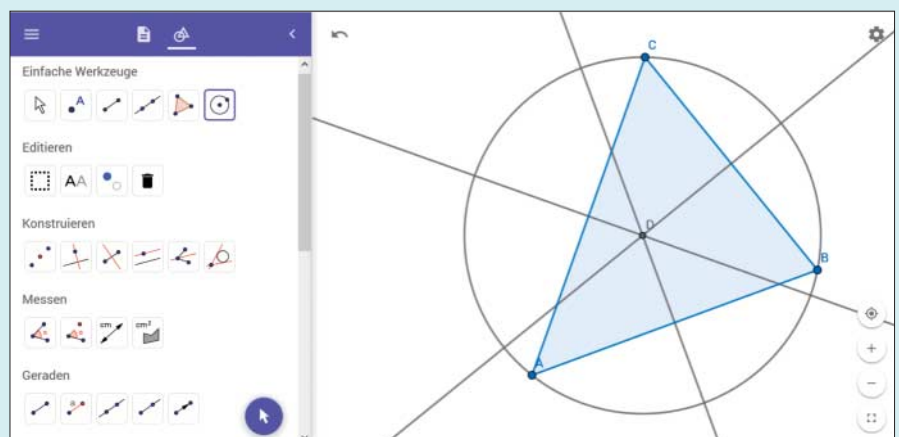 Einfache Werkzeuge
A
Editieren
AA
Konstruieren
Messen
cm
cm²
Geraden
C
D
B
A